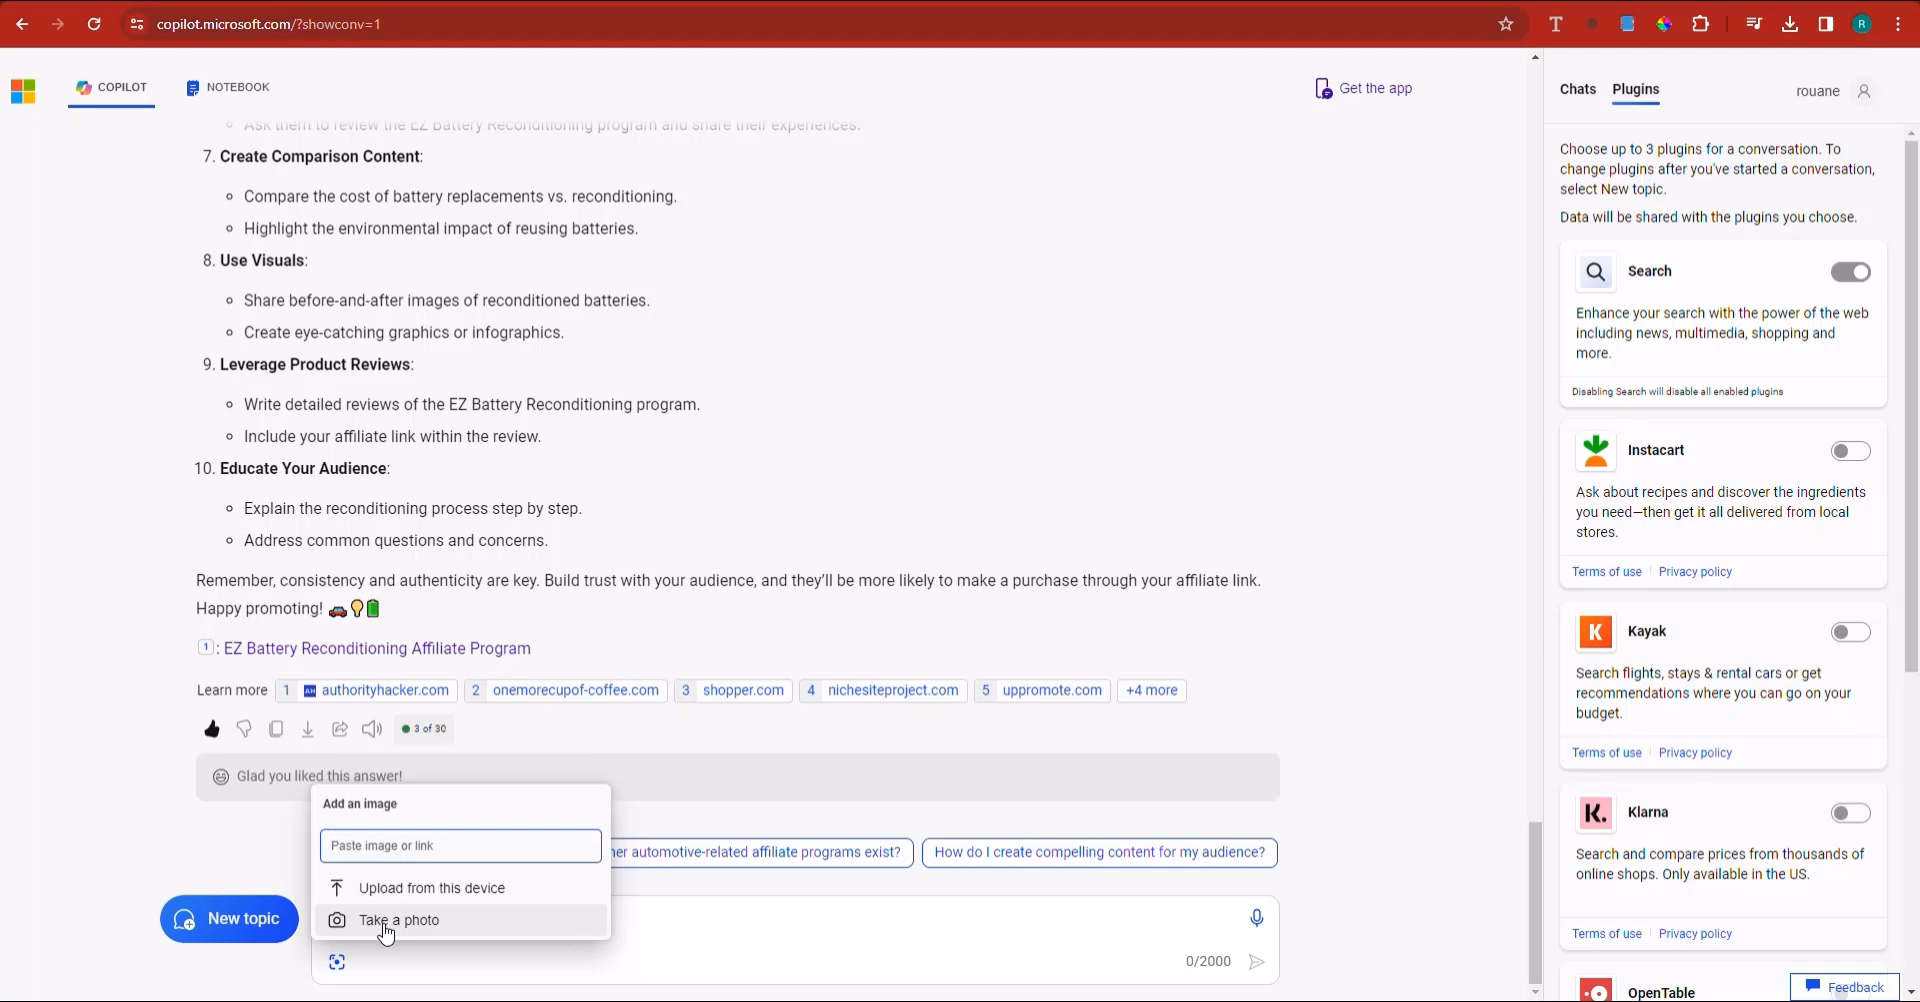 copilot.microsoft.com/?showconv=1
T
R
COPILOT
NOTEBOOK
Get the app
Ask them to review the EZ Battery Reconditioning program and share their experiences.
7. Create Comparison Content:
Compare the cost of battery replacements vs. reconditioning.
Highlight the environmental impact of reusing batteries.
8. Use Visuals:
Share before-and-after images of reconditioned batteries.
Create eye-catching graphics or infographics.
9. Leverage Product Reviews:
Write detailed reviews of the EZ Battery Reconditioning program.
Include your affiliate link within the review.
10. Educate Your Audience:
Explain the reconditioning process step by step.
Address common questions and concerns.
Remember, consistency and authenticity are key. Build trust with your audience, and they'll be more likely to make a purchase through your affiliate link.
Happy promoting! 🚗💡🔋
1 : EZ Battery Reconditioning Affiliate Program
Learn more 1 AH authorityhacker.com 2 onemorecupof-coffee.com 3 shopper.com 4 nichesiteproject.com 5 uppromote.com +4 more
3 of 30
Glad you liked this answer!
Add an image
Paste image or link
Upload from this device
Take a photo
her automotive-related affiliate programs exist?
How do I create compelling content for my audience?
New topic
0/2000
Chats Plugins
rouane
Choose up to 3 plugins for a conversation. To
change plugins after you've started a conversation,
select New topic.
Data will be shared with the plugins you choose.
Search
Enhance your search with the power of the web
including news, multimedia, shopping and
more.
Disabling Search will disable all enabled plugins
Instacart
Ask about recipes and discover the ingredients
you need—then get it all delivered from local
stores.
Terms of use | Privacy policy
K
Kayak
Search flights, stays & rental cars or get
recommendations where you can go on your
budget.
Terms of use | Privacy policy
K.
Klarna
Search and compare prices from thousands of
online shops. Only available in the US.
Terms of use | Privacy policy
OpenTable
Feedback